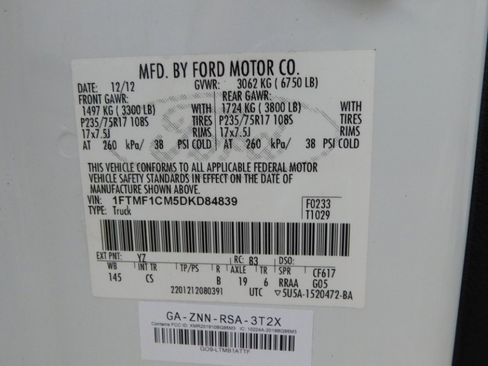 MFD. BY FORD MOTOR CO.
DATE: 12/12 GVWR: 3062 KG ( 6750 LB)
FRONT GAWR: REAR GAWR:
1497 KG ( 3300 LB) WITH 1724 KG ( 3800 LB) WITH
P235/75R17 108S TIRES P235/75R17 108S TIRES
17x7.5J RIMS 17x7.5J RIMS
AT 260 kPa/ 38 PSI COLD AT 260 kPa/ 38 PSI COLD
THIS VEHICLE CONFORMS TO ALL APPLICABLE FEDERAL MOTOR
VEHICLE SAFETY STANDARDS IN EFFECT ON THE DATE OF
MANUFACTURE SHOWN ABOVE.
VIN: 1FTMF1CM5DKD84839 F0233
TYPE: Truck T1029
EXT PNT: YZ RC: 83 DSO:
WB INT TR TP/PS R AXLE TR SPR CF617
145 CS B 19 6 RRAA G05
2201212080391 UTC 5U5A-1520472-BA
GA-ZNN-RSA-3T2X
GO9-LTMB1ATTF